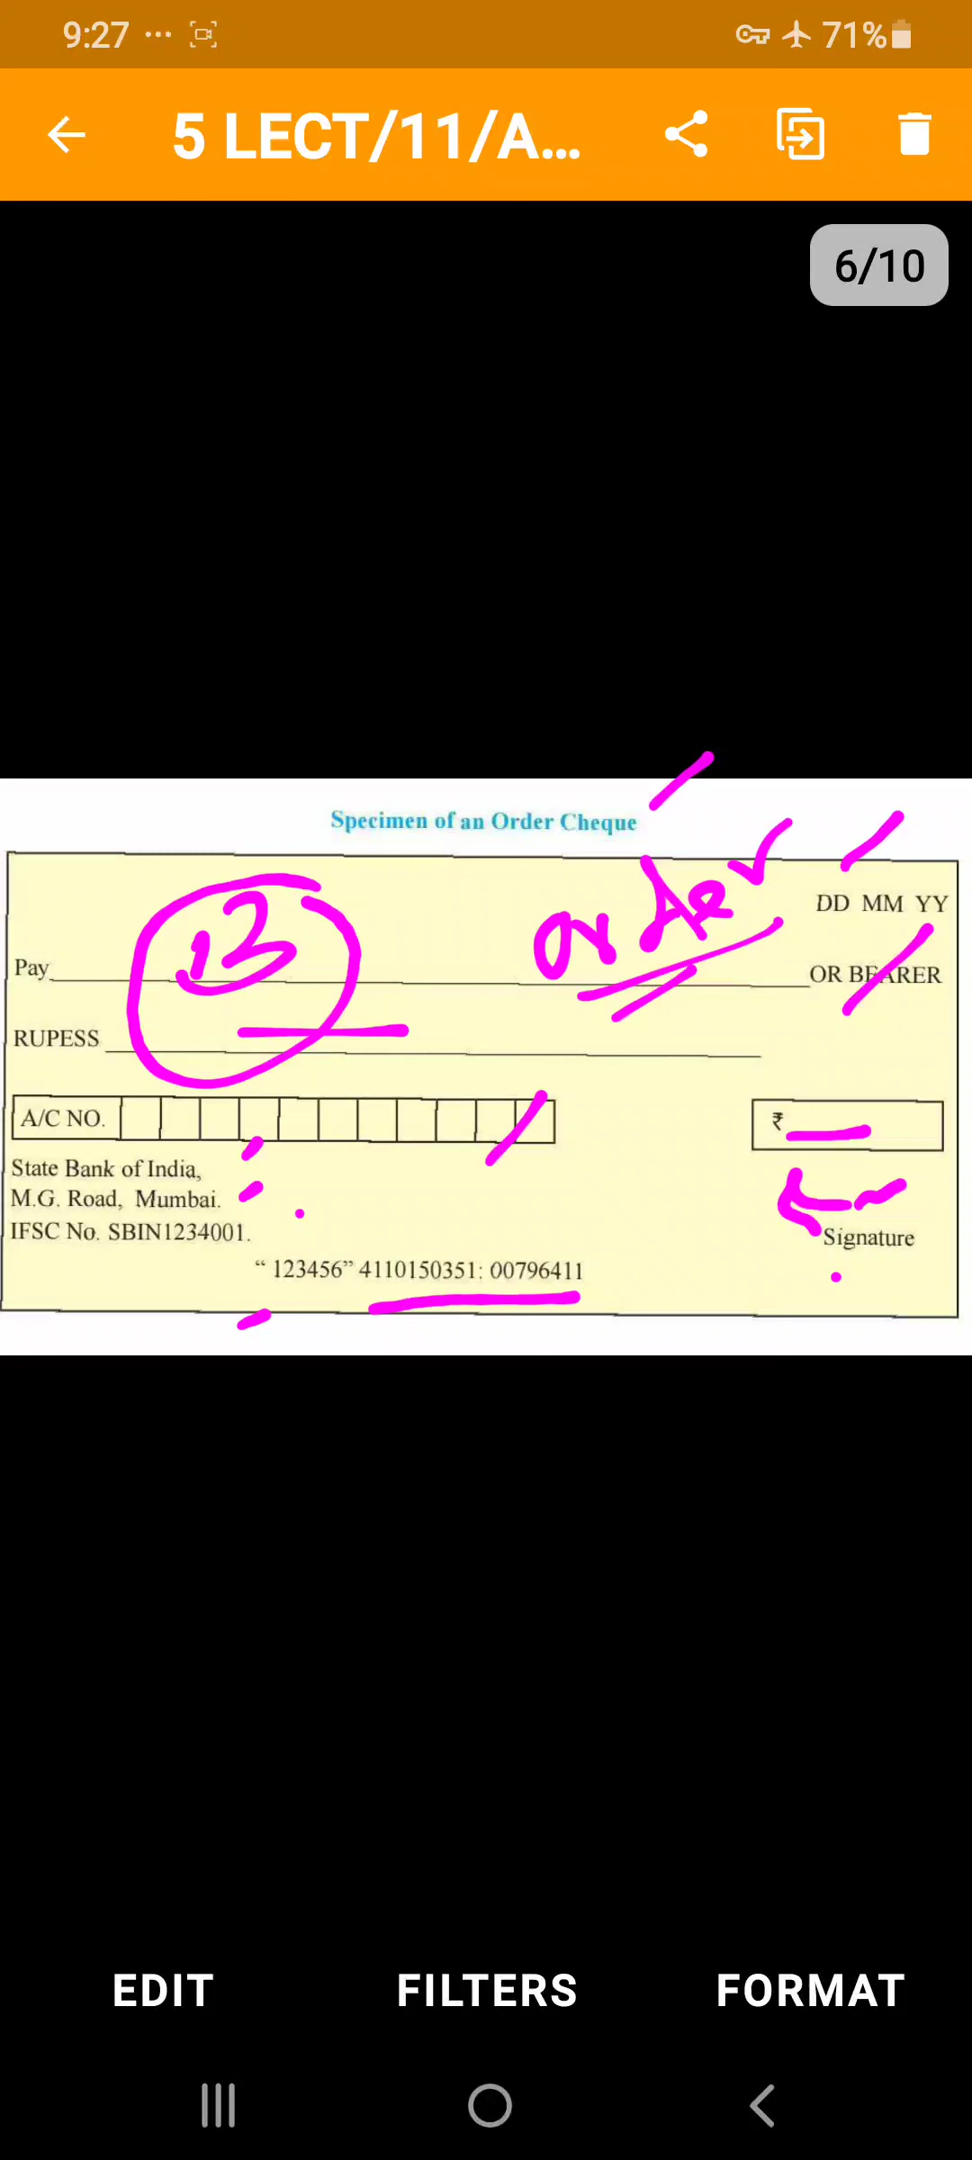 9:27 ... 71%
5 LECT/11/A...
6/10
Specimen of an Order Cheque
DD MM YY
order
Pay OR BEARER
RUPESS
A/C NO. ₹
State Bank of India,
M.G. Road, Mumbai.
IFSC No. SBIN1234001.
Signature
“ 123456” 4110150351: 00796411
EDIT FILTERS FORMAT